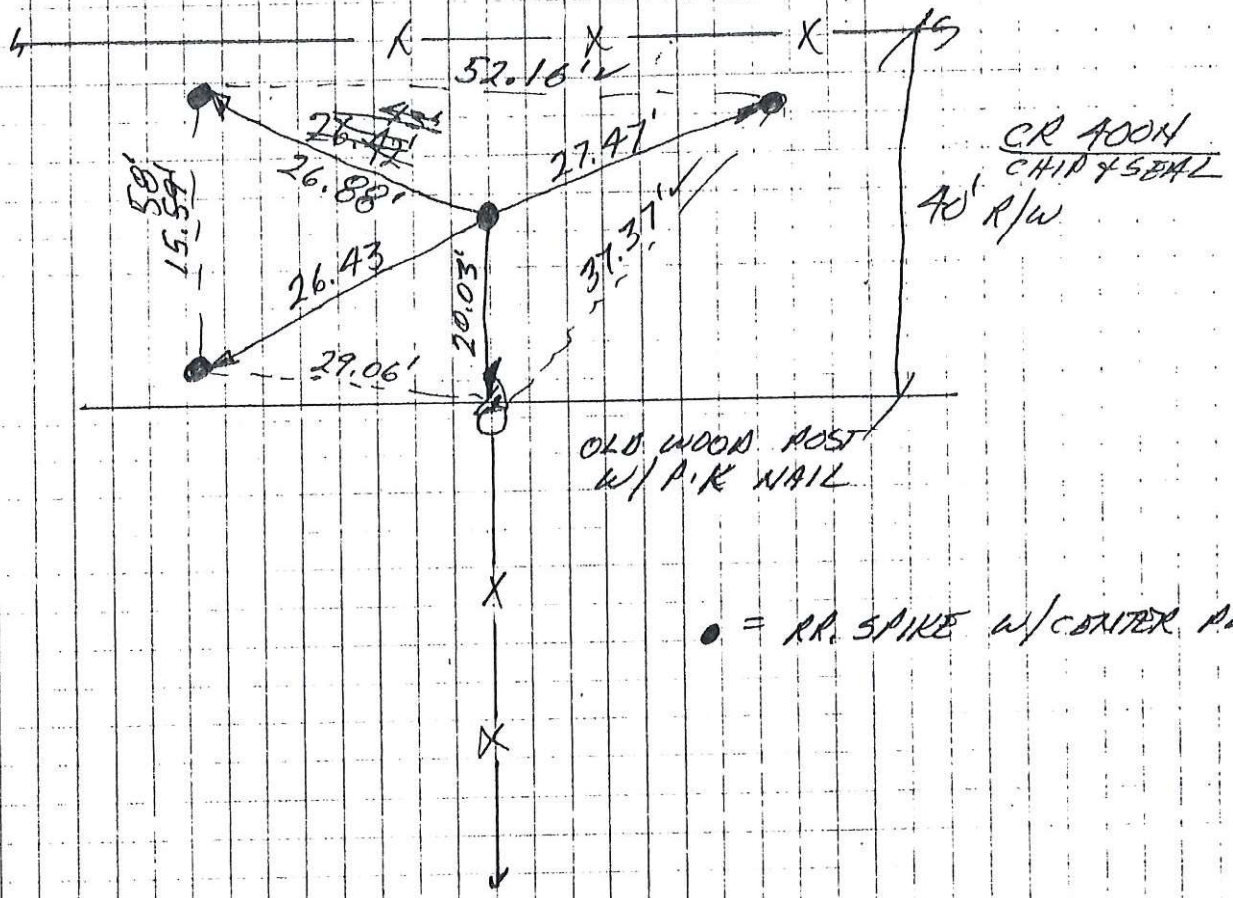 52.16'
26.88'
27.47'
CR 400N
CHIP & SEAL
40' R/W
58'
15.59'
26.43
20.03'
37.37'
29.06'
OLD WOOD POST
W/ P.K NAIL
X
X
X
X
X
● = RR. SPIKE W/ CENTER